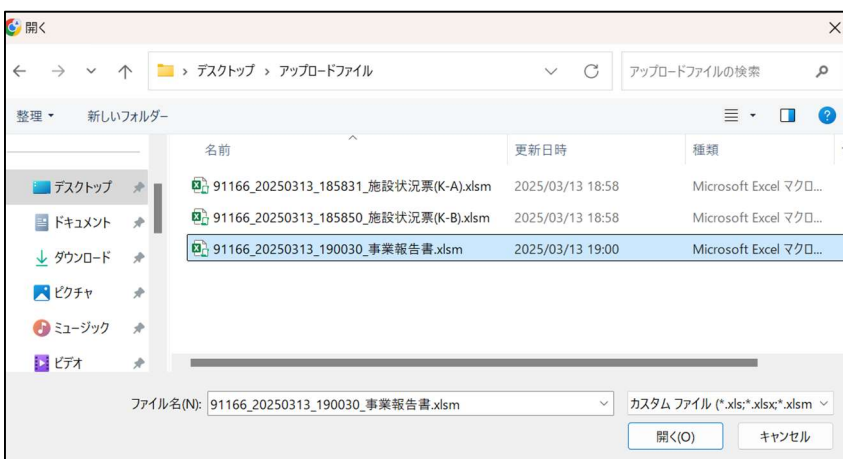 開く
デスクトップ › アップロードファイル
アップロードファイルの検索
整理
新しいフォルダー
名前 更新日時 種類
デスクトップ
ドキュメント
ダウンロード
ピクチャ
ミュージック
ビデオ
91166_20250313_185831_施設状況票(K-A).xlsm 2025/03/13 18:58 Microsoft Excel マクロ...
91166_20250313_185850_施設状況票(K-B).xlsm 2025/03/13 18:58 Microsoft Excel マクロ...
91166_20250313_190030_事業報告書.xlsm 2025/03/13 19:00 Microsoft Excel マクロ...
ファイル名(N): 91166_20250313_190030_事業報告書.xlsm
カスタム ファイル (*.xls;*.xlsx;*.xlsm
開く(O) キャンセル